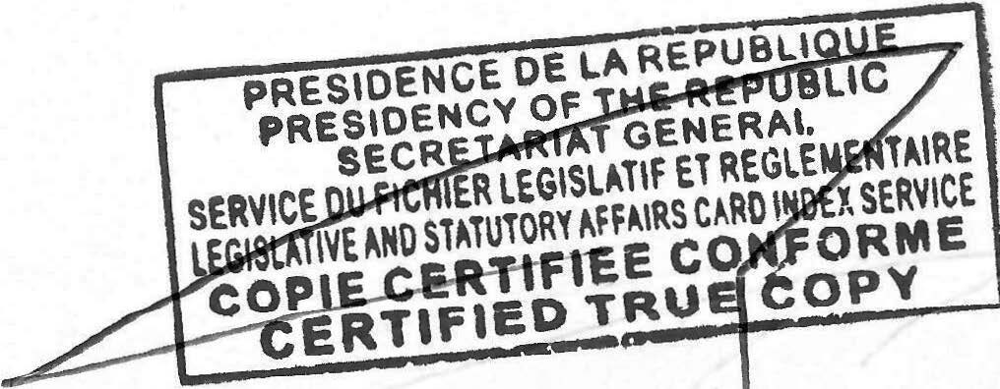 PRESIDENCE DE LA REPUBLIQUE
PRESIDENCY OF THE REPUBLIC
SECRETARIAT GENERAL
SERVICE DU FICHIER LEGISLATIF ET REGLEMENTAIRE
LEGISLATIVE AND STATUTORY AFFAIRS CARD INDEX SERVICE
COPIE CERTIFIEE CONFORME
CERTIFIED TRUE COPY